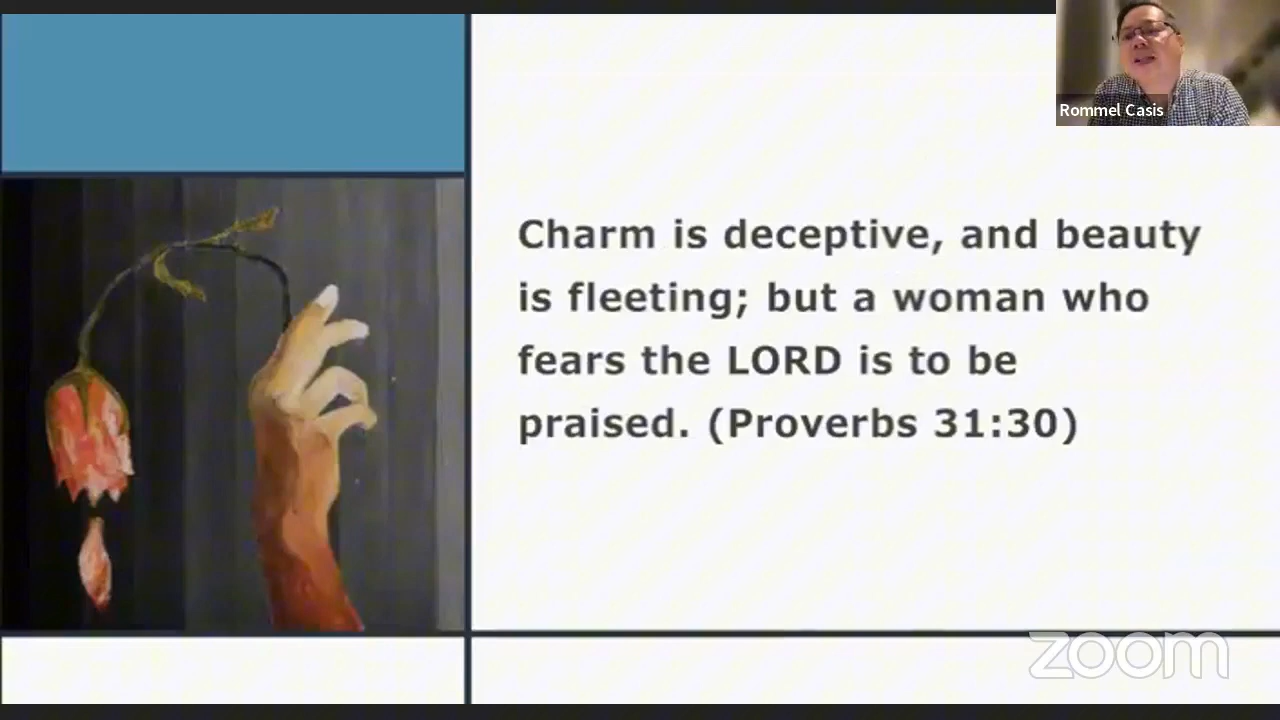 Rommel Casis
Charm is deceptive, and beauty
is fleeting; but a woman who
fears the LORD is to be
praised. (Proverbs 31:30)
zoom